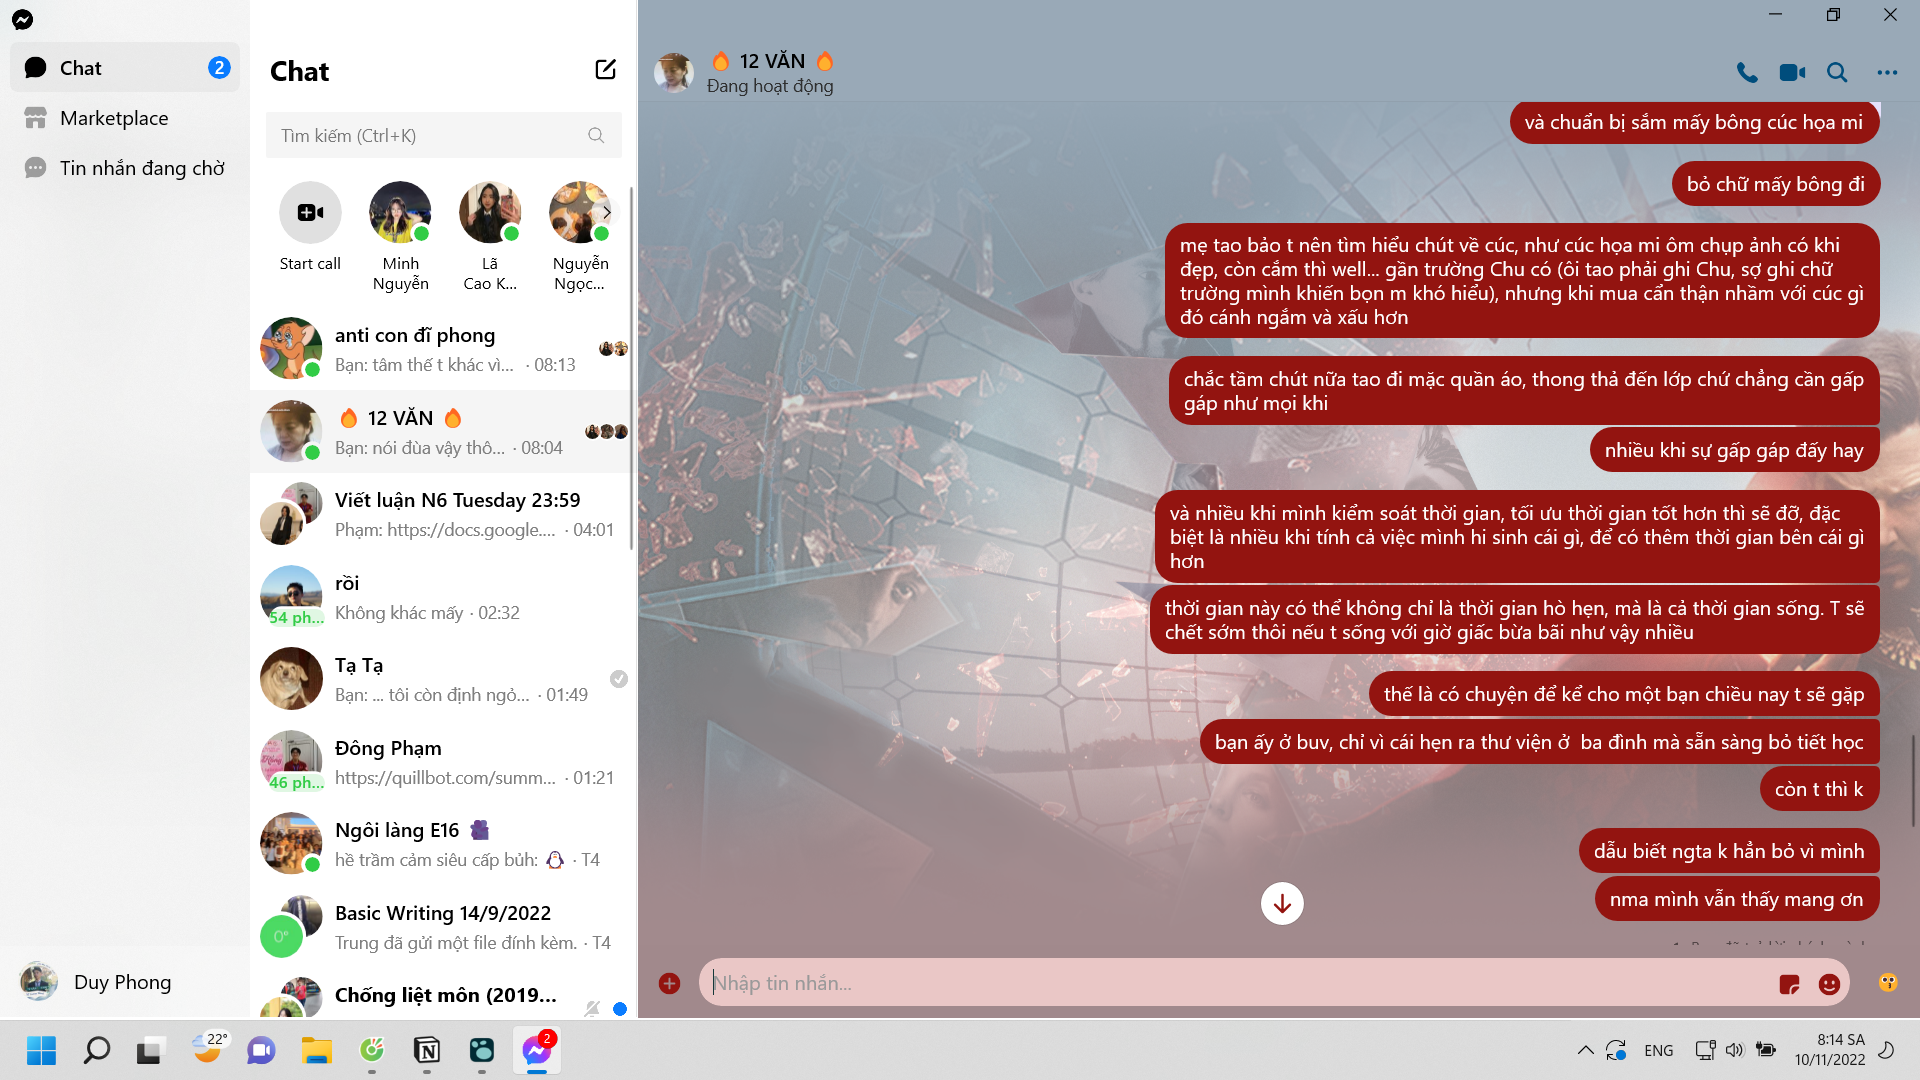 Chat
2
Marketplace
Tin nhắn đang chờ
Duy Phong
Chat
Tìm kiếm (Ctrl+K)
Start call
Minh
Nguyễn
Lã
Cao K...
Nguyễn
Ngọc...
anti con đĩ phong
Bạn: tâm thế t khác vì... · 08:13
🔥 12 VĂN 🔥
Bạn: nói đùa vậy thô... · 08:04
Viết luận N6 Tuesday 23:59
Phạm: https://docs.google.... · 04:01
rồi
Không khác mấy · 02:32
54 ph...
Tạ Tạ
Bạn: ... tôi còn định ngỏ... · 01:49
Đông Phạm
https://quillbot.com/summ... · 01:21
46 ph...
Ngôi làng E16
hề trầm cảm siêu cấp bủh: 🐧 · T4
Basic Writing 14/9/2022
Trung đã gửi một file đính kèm. · T4
Chống liệt môn (2019...
🔥 12 VĂN 🔥
Đang hoạt động
và chuẩn bị sắm mấy bông cúc họa mi
bỏ chữ mấy bông đi
mẹ tao bảo t nên tìm hiểu chút về cúc, như cúc họa mi ôm chụp ảnh có khi
đẹp, còn cắm thì well... gần trường Chu có (ôi tao phải ghi Chu, sợ ghi chữ
trường mình khiến bọn m khó hiểu), nhưng khi mua cẩn thận nhầm với cúc gì
đó cánh ngắm và xấu hơn
chắc tầm chút nữa tao đi mặc quần áo, thong thả đến lớp chứ chẳng cần gấp
gáp như mọi khi
nhiều khi sự gấp gáp đấy hay
và nhiều khi mình kiểm soát thời gian, tối ưu thời gian tốt hơn thì sẽ đỡ, đặc
biệt là nhiều khi tính cả việc mình hi sinh cái gì, để có thêm thời gian bên cái gì
hơn
thời gian này có thể không chỉ là thời gian hò hẹn, mà là cả thời gian sống. T sẽ
chết sớm thôi nếu t sống với giờ giấc bừa bãi như vậy nhiều
thế là có chuyện để kể cho một bạn chiều nay t sẽ gặp
bạn ấy ở buv, chỉ vì cái hẹn ra thư viện ở  ba đình mà sẵn sàng bỏ tiết học
còn t thì k
dẫu biết ngta k hẳn bỏ vì mình
nma mình vẫn thấy mang ơn
Nhập tin nhắn...
22°
2
ENG
8:14 SA
10/11/2022